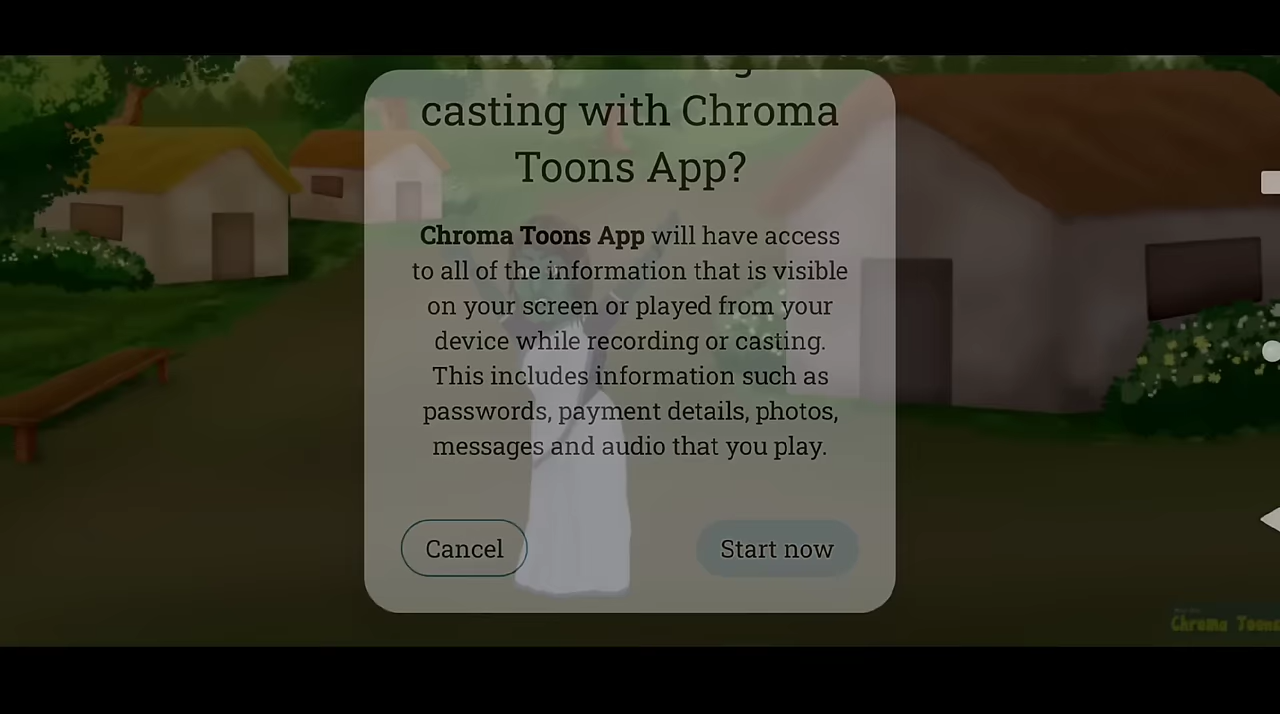 casting with Chroma
Toons App?
Chroma Toons App will have access
to all of the information that is visible
on your screen or played from your
device while recording or casting.
This includes information such as
passwords, payment details, photos,
messages and audio that you play.
Cancel
Start now
Chroma Toons